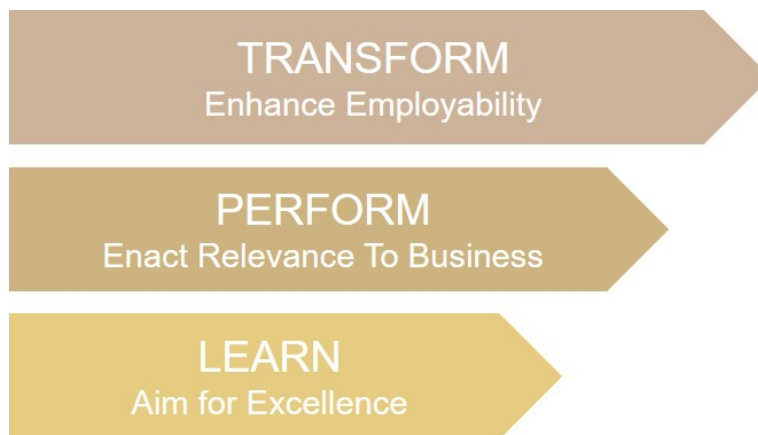 TRANSFORM
Enhance Employability
PERFORM
Enact Relevance To Business
LEARN
Aim for Excellence